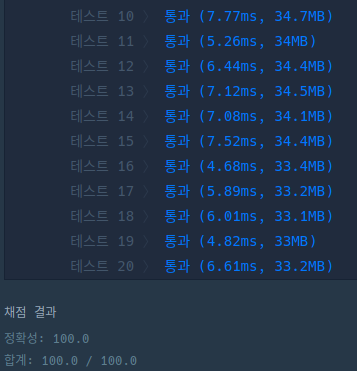 테스트 10 〉 통과 (7.77ms, 34.7MB)
테스트 11 〉 통과 (5.26ms, 34MB)
테스트 12 〉 통과 (6.44ms, 34.4MB)
테스트 13 〉 통과 (7.12ms, 34.5MB)
테스트 14 〉 통과 (7.08ms, 34.1MB)
테스트 15 〉 통과 (7.52ms, 34.4MB)
테스트 16 〉 통과 (4.68ms, 33.4MB)
테스트 17 〉 통과 (5.89ms, 33.2MB)
테스트 18 〉 통과 (6.01ms, 33.1MB)
테스트 19 〉 통과 (4.82ms, 33MB)
테스트 20 〉 통과 (6.61ms, 33.2MB)
채점 결과
정확성: 100.0
합계: 100.0 / 100.0